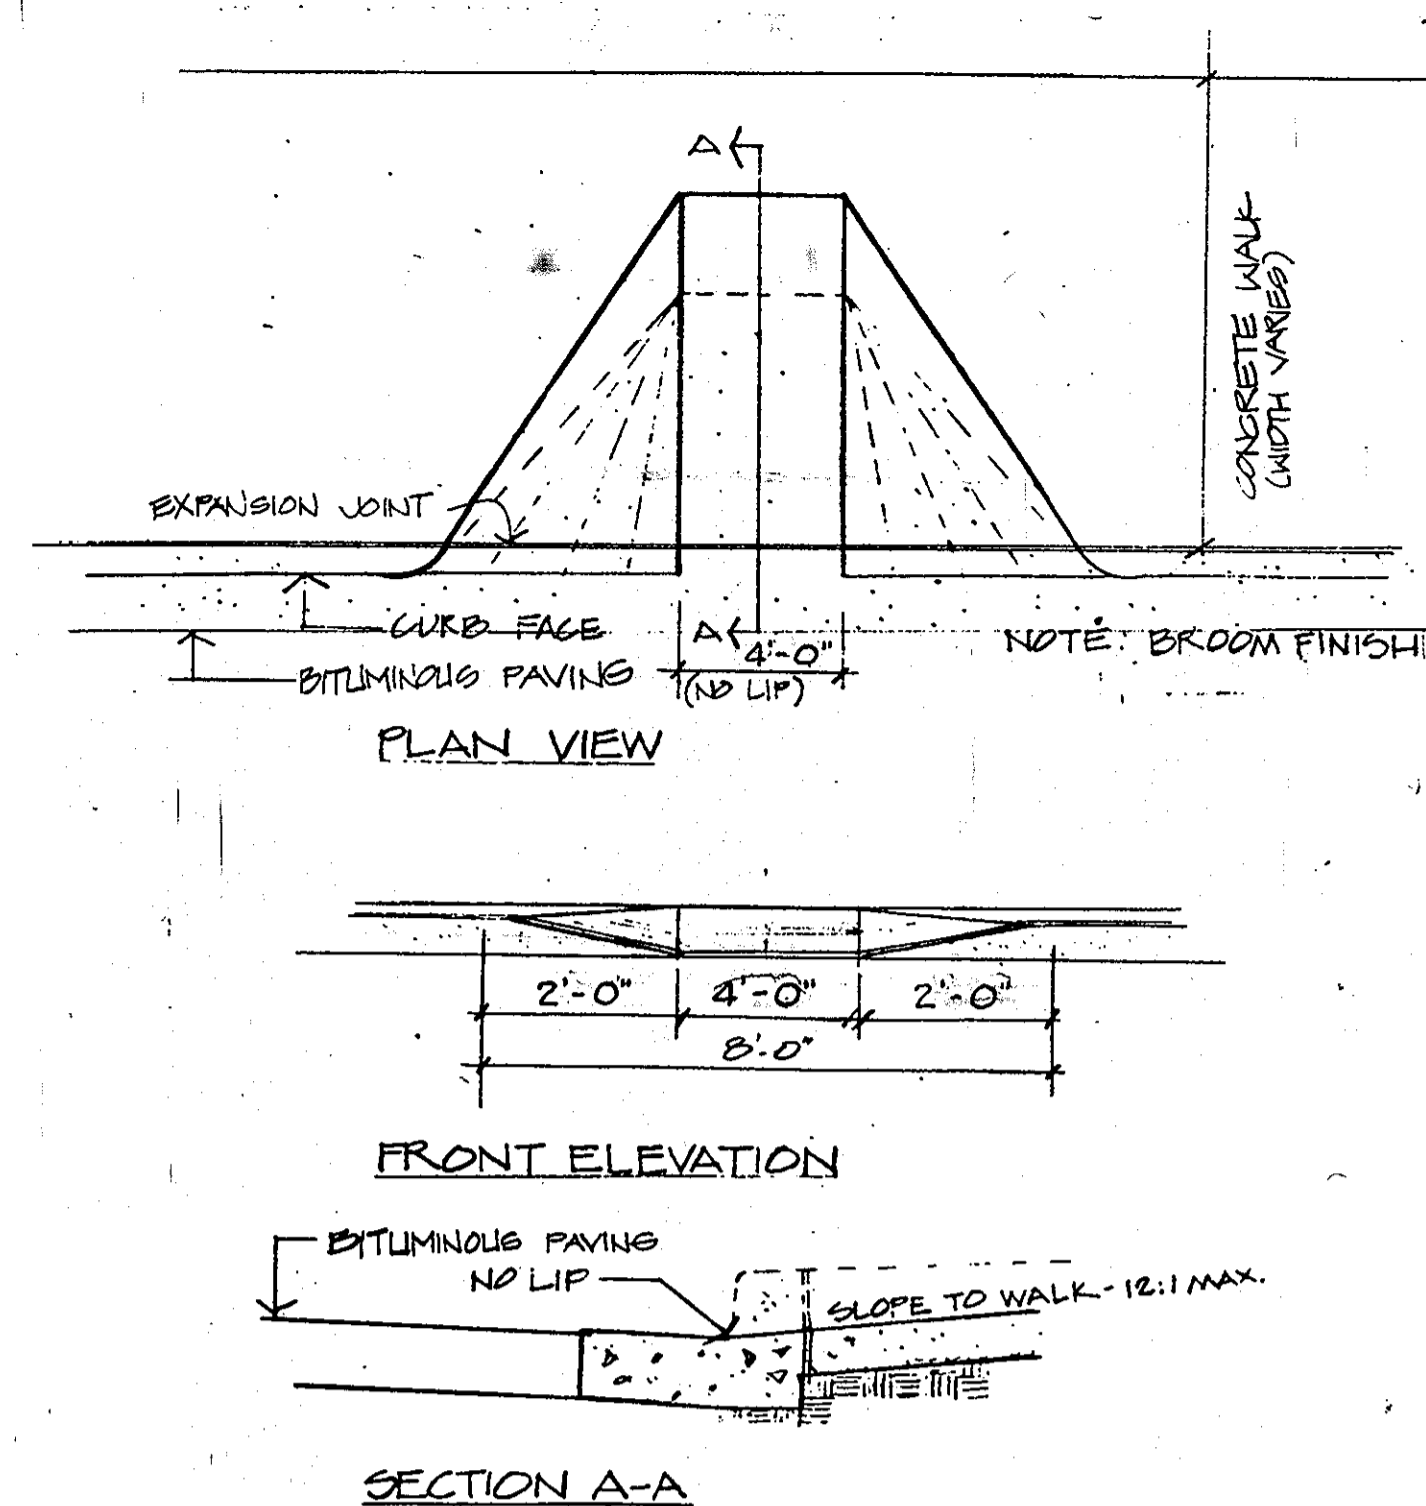 A
CONCRETE WALK
(WIDTH VARIES)
EXPANSION JOINT
CURB FACE
A
4'-0"
NOTE: BROOM FINISH
BITUMINOUS PAVING
(NO LIP)
PLAN VIEW
2'-0"
4'-0"
2'-0"
8'-0"
FRONT ELEVATION
BITUMINOUS PAVING
NO LIP
SLOPE TO WALK-12:1 MAX.
SECTION A-A